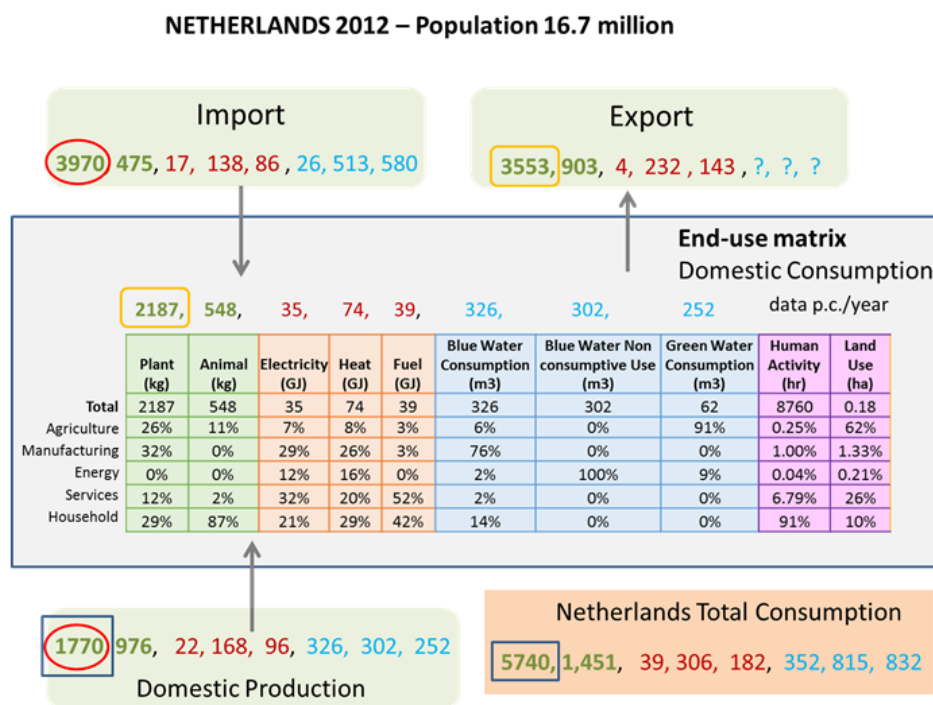 NETHERLANDS 2012 – Population 16.7 million
Import
3970, 475, 17, 138, 86 , 26, 513, 580
Export
3553, 903, 4, 232 , 143 , ?, ?, ?
End-use matrix
Domestic Consumption
2187, 548, 35, 74, 39, 326, 302, 252 data p.c./year
Plant (kg) Animal (kg) Electricity (GJ) Heat (GJ) Fuel (GJ) Blue Water Consumption (m3) Blue Water Non consumptive Use (m3) Green Water Consumption (m3) Human Activity (hr) Land Use (ha)
Total 2187 548 35 74 39 326 302 62 8760 0.18
Agriculture 26% 11% 7% 8% 3% 6% 0% 91% 0.25% 62%
Manufacturing 32% 0% 29% 26% 3% 76% 0% 0% 1.00% 1.33%
Energy 0% 0% 12% 16% 0% 2% 100% 9% 0.04% 0.21%
Services 12% 2% 32% 20% 52% 2% 0% 0% 6.79% 26%
Household 29% 87% 21% 29% 42% 14% 0% 0% 91% 10%
1770, 976, 22, 168, 96, 326, 302, 252
Domestic Production
Netherlands Total Consumption
5740, 1,451, 39, 306, 182, 352, 815, 832